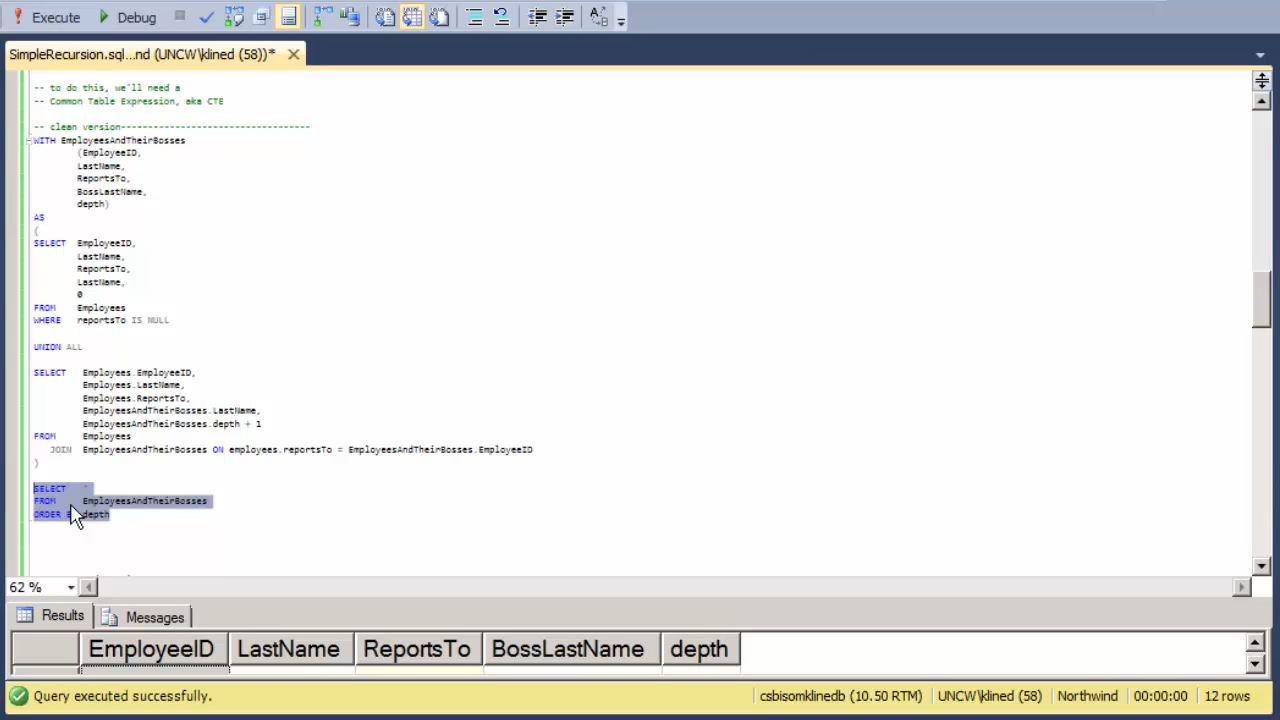 Execute Debug
SimpleRecursion.sql...nd (UNCW\klined (58))*
-- to do this, we'll need a
-- Common Table Expression, aka CTE
-- clean version-----------------------------------
WITH EmployeesAndTheirBosses
(EmployeeID,
LastName,
ReportsTo,
BossLastName,
depth)
AS
(
SELECT EmployeeID,
LastName,
ReportsTo,
LastName,
0
FROM Employees
WHERE reportsTo IS NULL
UNION ALL
SELECT Employees.EmployeeID,
Employees.LastName,
Employees.ReportsTo,
EmployeesAndTheirBosses.LastName,
EmployeesAndTheirBosses.depth + 1
FROM Employees
JOIN EmployeesAndTheirBosses ON employees.reportsTo = EmployeesAndTheirBosses.EmployeeID
)
SELECT *
FROM EmployeesAndTheirBosses
ORDER depth
62 %
Results Messages
EmployeeID LastName ReportsTo BossLastName depth
Query executed successfully. csbisomklinedb (10.50 RTM) UNCW\klined (58) Northwind 00:00:00 12 rows